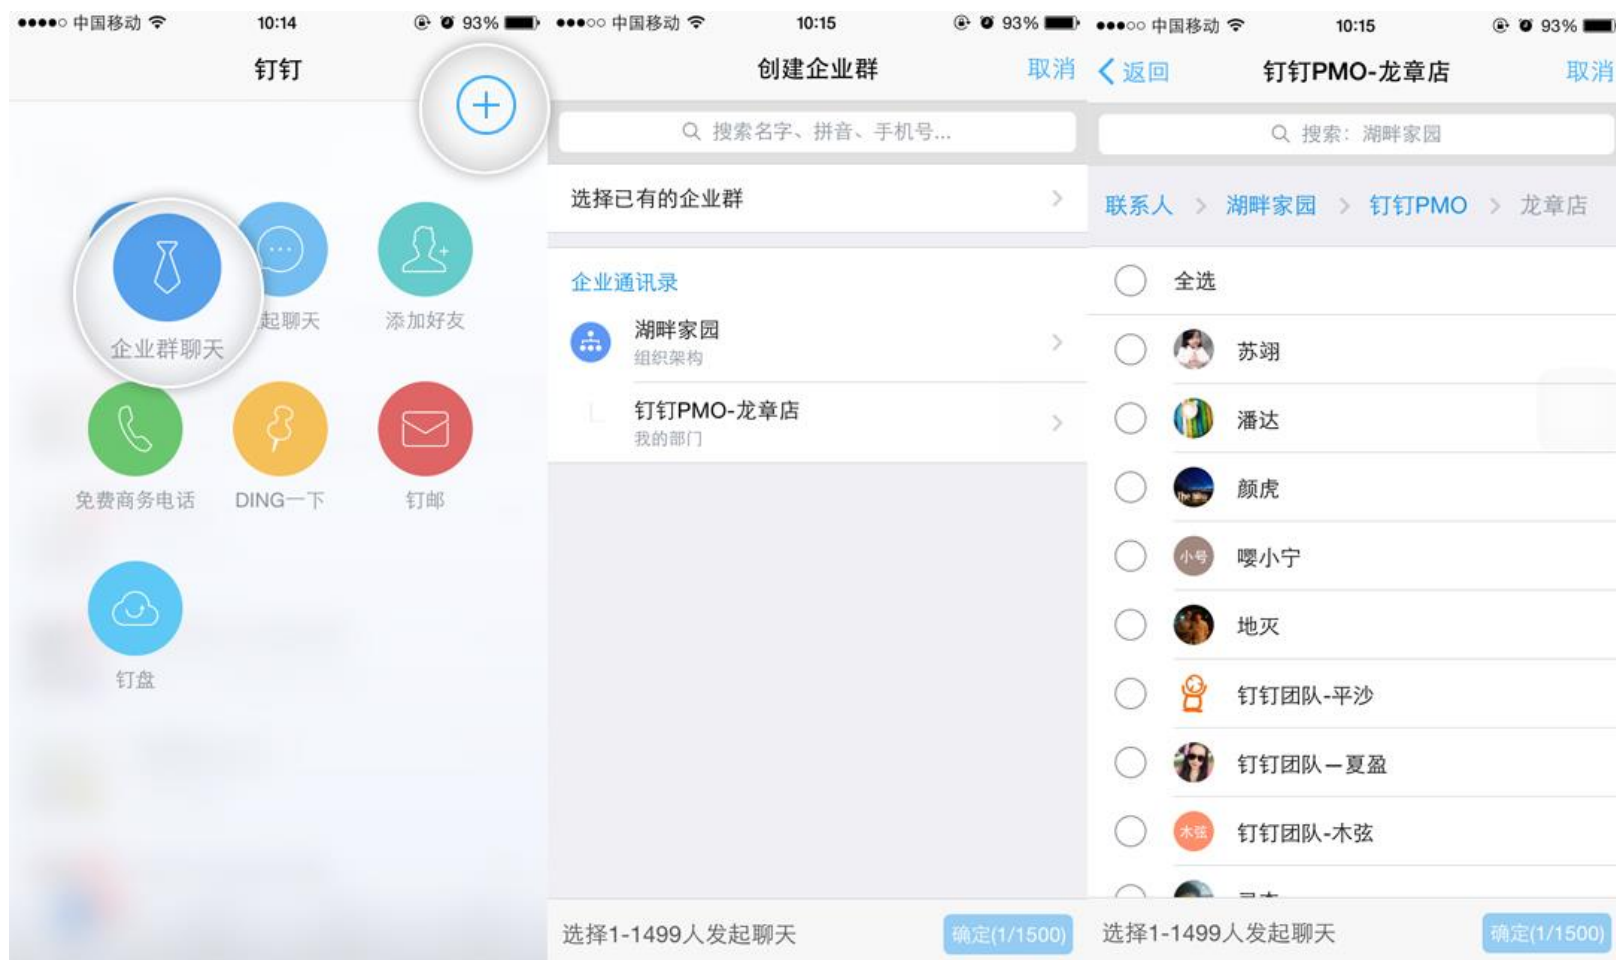 中国移动 10:14 93%
钉钉
企业群聊天
起聊天
添加好友
免费商务电话
DING一下
钉邮
钉盘
中国移动 10:15 93%
创建企业群 取消
搜索名字、拼音、手机号...
选择已有的企业群
企业通讯录
湖畔家园
组织架构
钉钉PMO-龙章店
我的部门
选择1-1499人发起聊天 确定(1/1500)
中国移动 10:15 93%
返回 钉钉PMO-龙章店 取消
搜索：湖畔家园
联系人 > 湖畔家园 > 钉钉PMO > 龙章店
全选
苏翊
潘达
颜虎
小号 嘤小宁
地灭
钉钉团队-平沙
钉钉团队—夏盈
木弦 钉钉团队-木弦
选择1-1499人发起聊天 确定(1/1500)